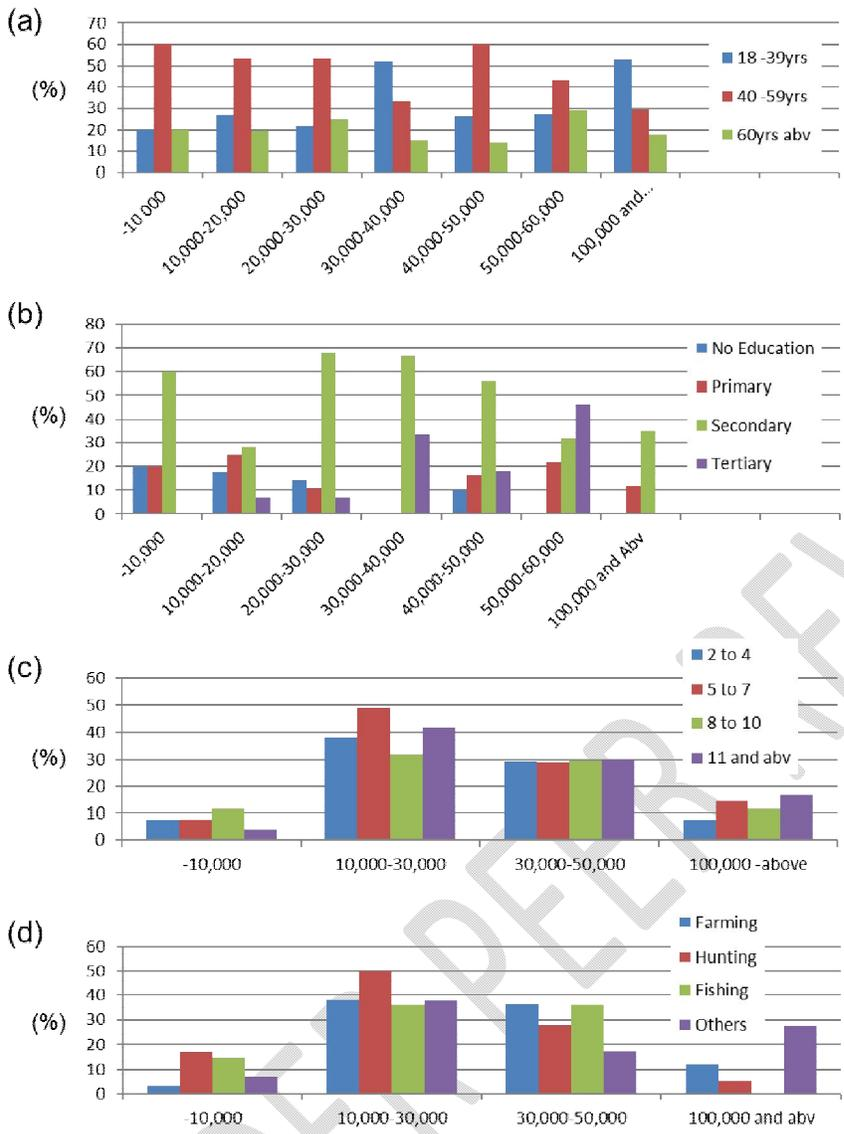 (a)
70
60
50
40
30
20
10
0
(%)
18 -39yrs
40 -59yrs
60yrs abv
-10 000
10,000-20,000
20,000-30,000
30,000-40,000
40,000-50,000
50,000-60,000
100,000 and...
(b)
80
70
60
50
40
30
20
10
0
(%)
No Education
Primary
Secondary
Tertiary
-10,000
10,000-20,000
20,000-30,000
30,000-40,000
40,000-50,000
50,000-60,000
100,000 and Abv
(c)
60
50
40
30
20
10
0
(%)
2 to 4
5 to 7
8 to 10
11 and abv
-10,000
10,000-30,000
30,000-50,000
100,000 -above
(d)
60
50
40
30
20
10
0
(%)
Farming
Hunting
Fishing
Others
-10,000
10,000-30,000
30,000-50,000
100,000 and abv
PEER